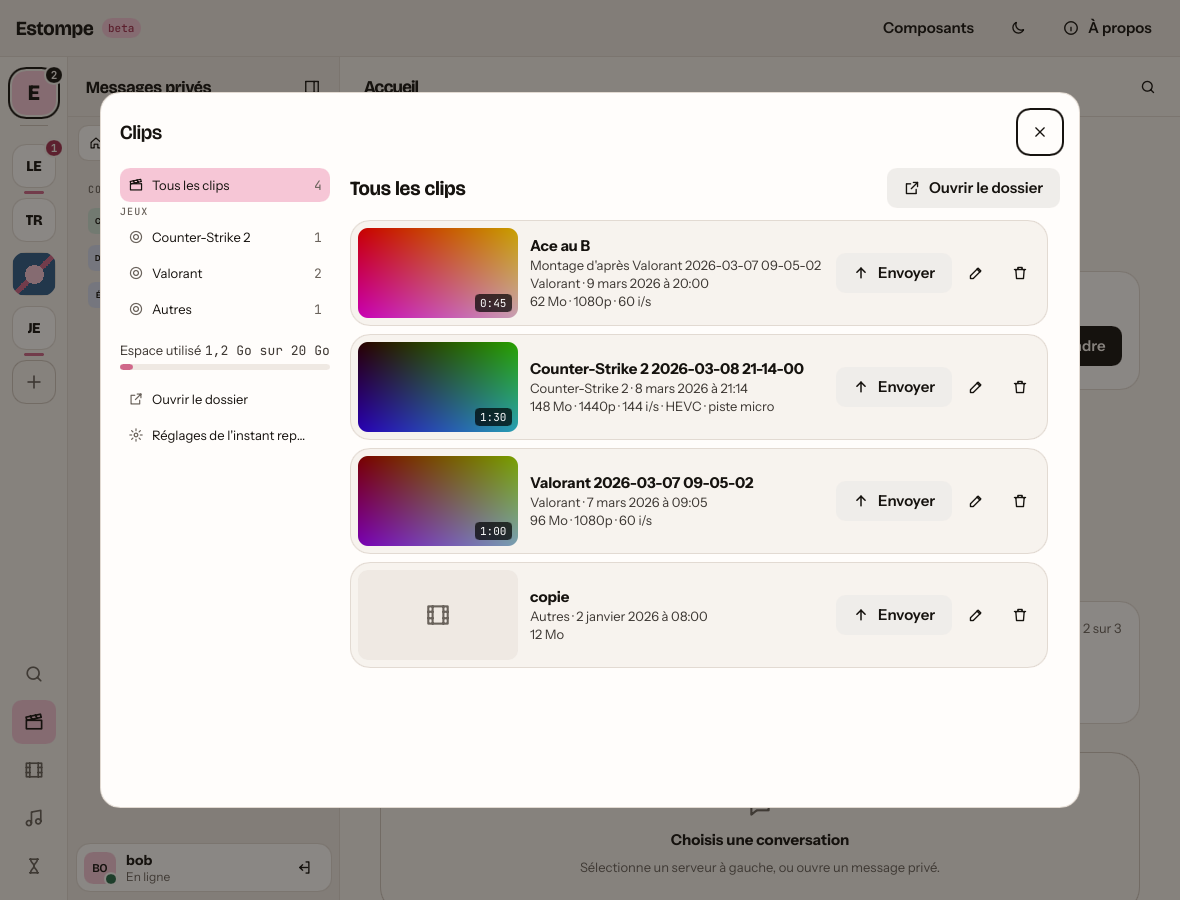 Estompe beta
Composants
À propos
E 2
Messages privés
Accueil
LE 1
TR
JE
Clips
Tous les clips 4
JEUX
Counter-Strike 2 1
Valorant 2
Autres 1
Espace utilisé 1,2 Go sur 20 Go
Ouvrir le dossier
Réglages de l'instant rep...
Tous les clips
Ouvrir le dossier
0:45
Ace au B
Montage d'après Valorant 2026-03-07 09-05-02
Valorant · 9 mars 2026 à 20:00
62 Mo · 1080p · 60 i/s
Envoyer
1:30
Counter-Strike 2 2026-03-08 21-14-00
Counter-Strike 2 · 8 mars 2026 à 21:14
148 Mo · 1440p · 144 i/s · HEVC · piste micro
Envoyer
1:00
Valorant 2026-03-07 09-05-02
Valorant · 7 mars 2026 à 09:05
96 Mo · 1080p · 60 i/s
Envoyer
copie
Autres · 2 janvier 2026 à 08:00
12 Mo
Envoyer
dre
2 sur 3
Choisis une conversation
Sélectionne un serveur à gauche, ou ouvre un message privé.
BO
bob
En ligne